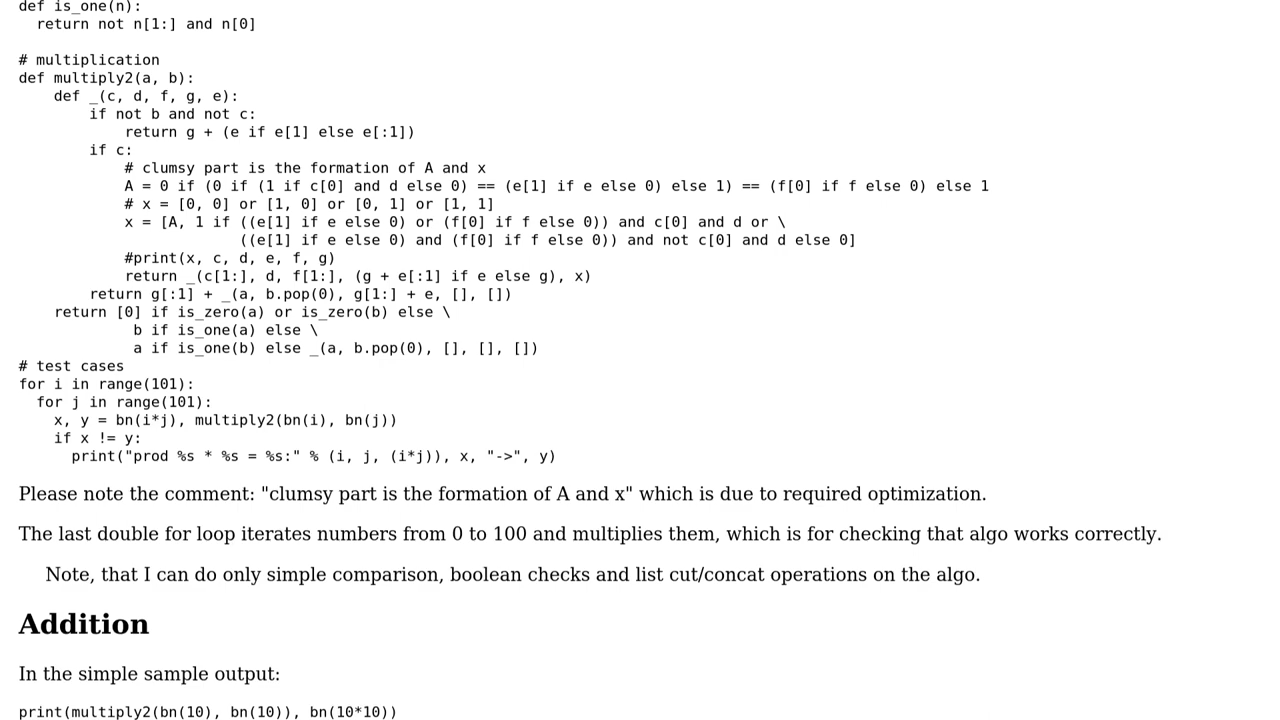 def is_one(n):
  return not n[1:] and n[0]

# multiplication
def multiply2(a, b):
    def _(c, d, f, g, e):
        if not b and not c:
            return g + (e if e[1] else e[:1])
        if c:
            # clumsy part is the formation of A and x
            A = 0 if (0 if (1 if c[0] and d else 0) == (e[1] if e else 0) else 1) == (f[0] if f else 0) else 1
            # x = [0, 0] or [1, 0] or [0, 1] or [1, 1]
            x = [A, 1 if ((e[1] if e else 0) or (f[0] if f else 0)) and c[0] and d or \
                         ((e[1] if e else 0) and (f[0] if f else 0)) and not c[0] and d else 0]
            #print(x, c, d, e, f, g)
            return _(c[1:], d, f[1:], (g + e[:1] if e else g), x)
        return g[:1] + _(a, b.pop(0), g[1:] + e, [], [])
    return [0] if is_zero(a) or is_zero(b) else \
             b if is_one(a) else \
             a if is_one(b) else _(a, b.pop(0), [], [], [])
# test cases
for i in range(101):
  for j in range(101):
    x, y = bn(i*j), multiply2(bn(i), bn(j))
    if x != y:
      print("prod %s * %s = %s:" % (i, j, (i*j)), x, "->", y)
Please note the comment: "clumsy part is the formation of A and x" which is due to required optimization.
The last double for loop iterates numbers from 0 to 100 and multiplies them, which is for checking that algo works correctly.
Note, that I can do only simple comparison, boolean checks and list cut/concat operations on the algo.
Addition
In the simple sample output:
print(multiply2(bn(10), bn(10)), bn(10*10))